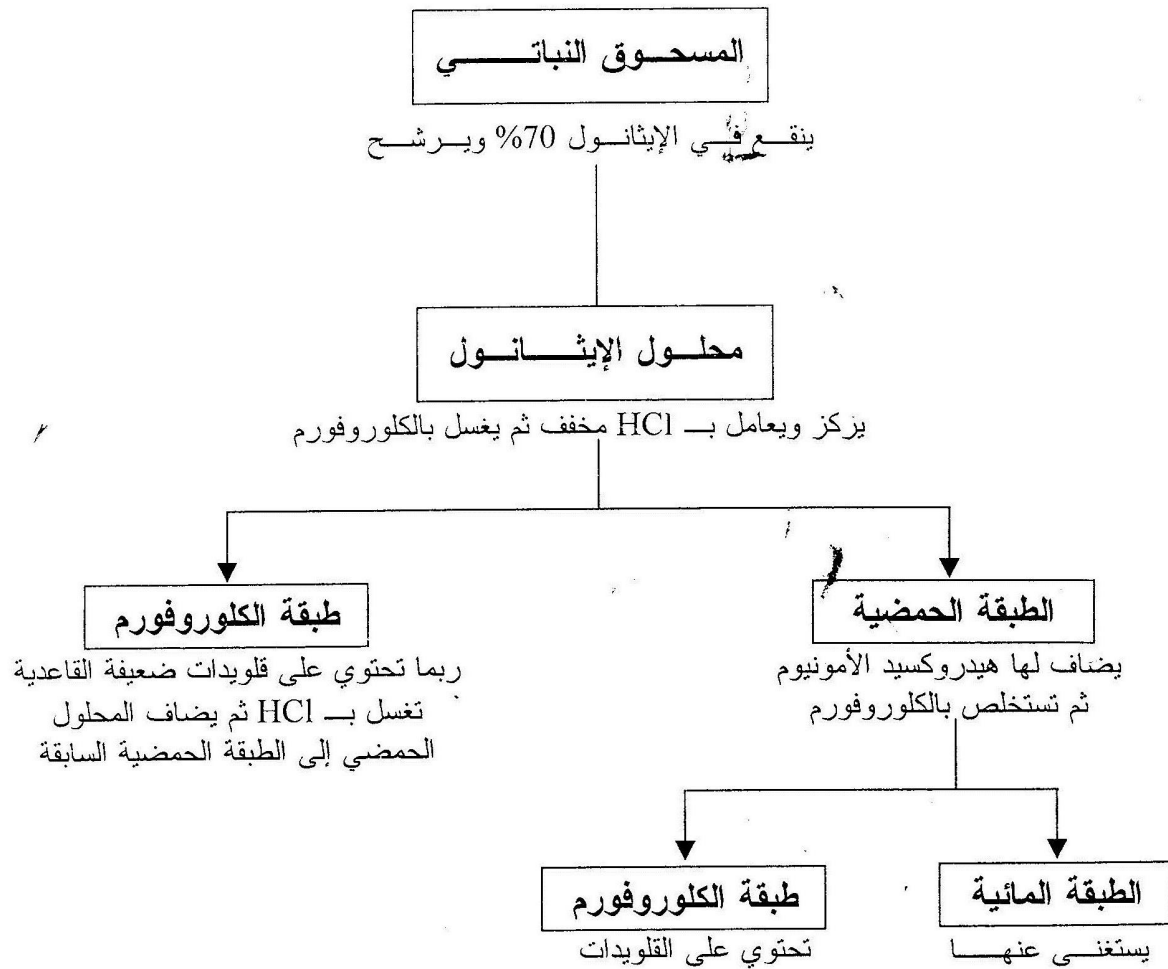 المسحوق النباتي
ينقع في الإيثانول 70% ويرشح
محلول الإيثانول
يزكز ويعامل بـ HCl مخفف ثم يغسل بالكلوروفورم
الطبقة الحمضية
يضاف لها هيدروكسيد الأمونيوم
ثم تستخلص بالكلوروفورم
طبقة الكلوروفورم
ربما تحتوي على قلويدات ضعيفة القاعدية
تغسل بـ HCl ثم يضاف المحلول
الحمضي إلى الطبقة الحمضية السابقة
الطبقة المائية
يستغنى عنها
طبقة الكلوروفورم
تحتوي على القلويدات